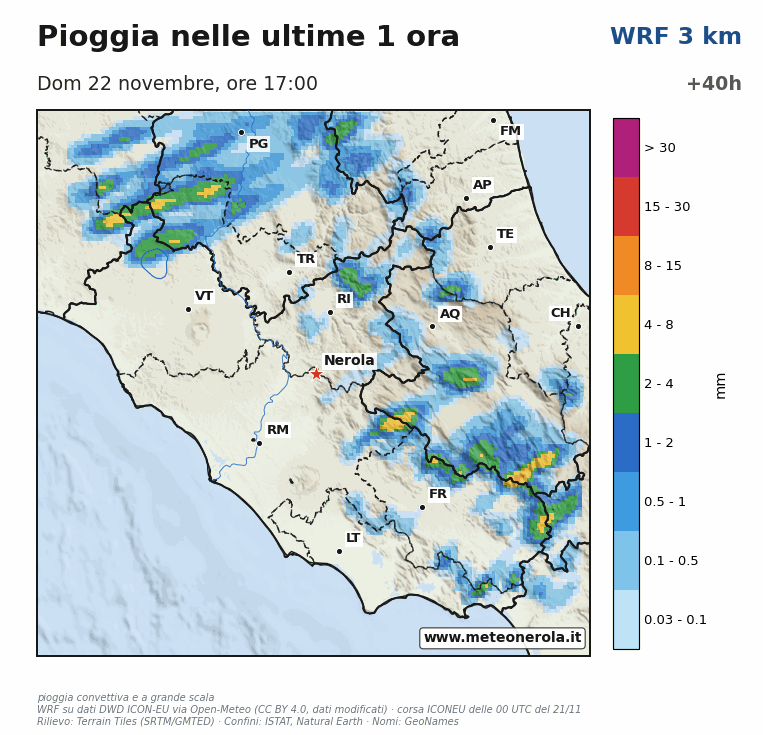 Pioggia nelle ultime 1 ora
WRF 3 km
Dom 22 novembre, ore 17:00
+40h
FM
PG
AP
TE
TR
VT
RI
AQ
CH
Nerola
RM
FR
LT
www.meteonerola.it
> 30
15 - 30
8 - 15
4 - 8
2 - 4
1 - 2
0.5 - 1
0.1 - 0.5
0.03 - 0.1
mm
pioggia convettiva e a grande scala
WRF su dati DWD ICON-EU via Open-Meteo (CC BY 4.0, dati modificati) · corsa ICONEU delle 00 UTC del 21/11
Rilievo: Terrain Tiles (SRTM/GMTED) · Confini: ISTAT, Natural Earth · Nomi: GeoNames